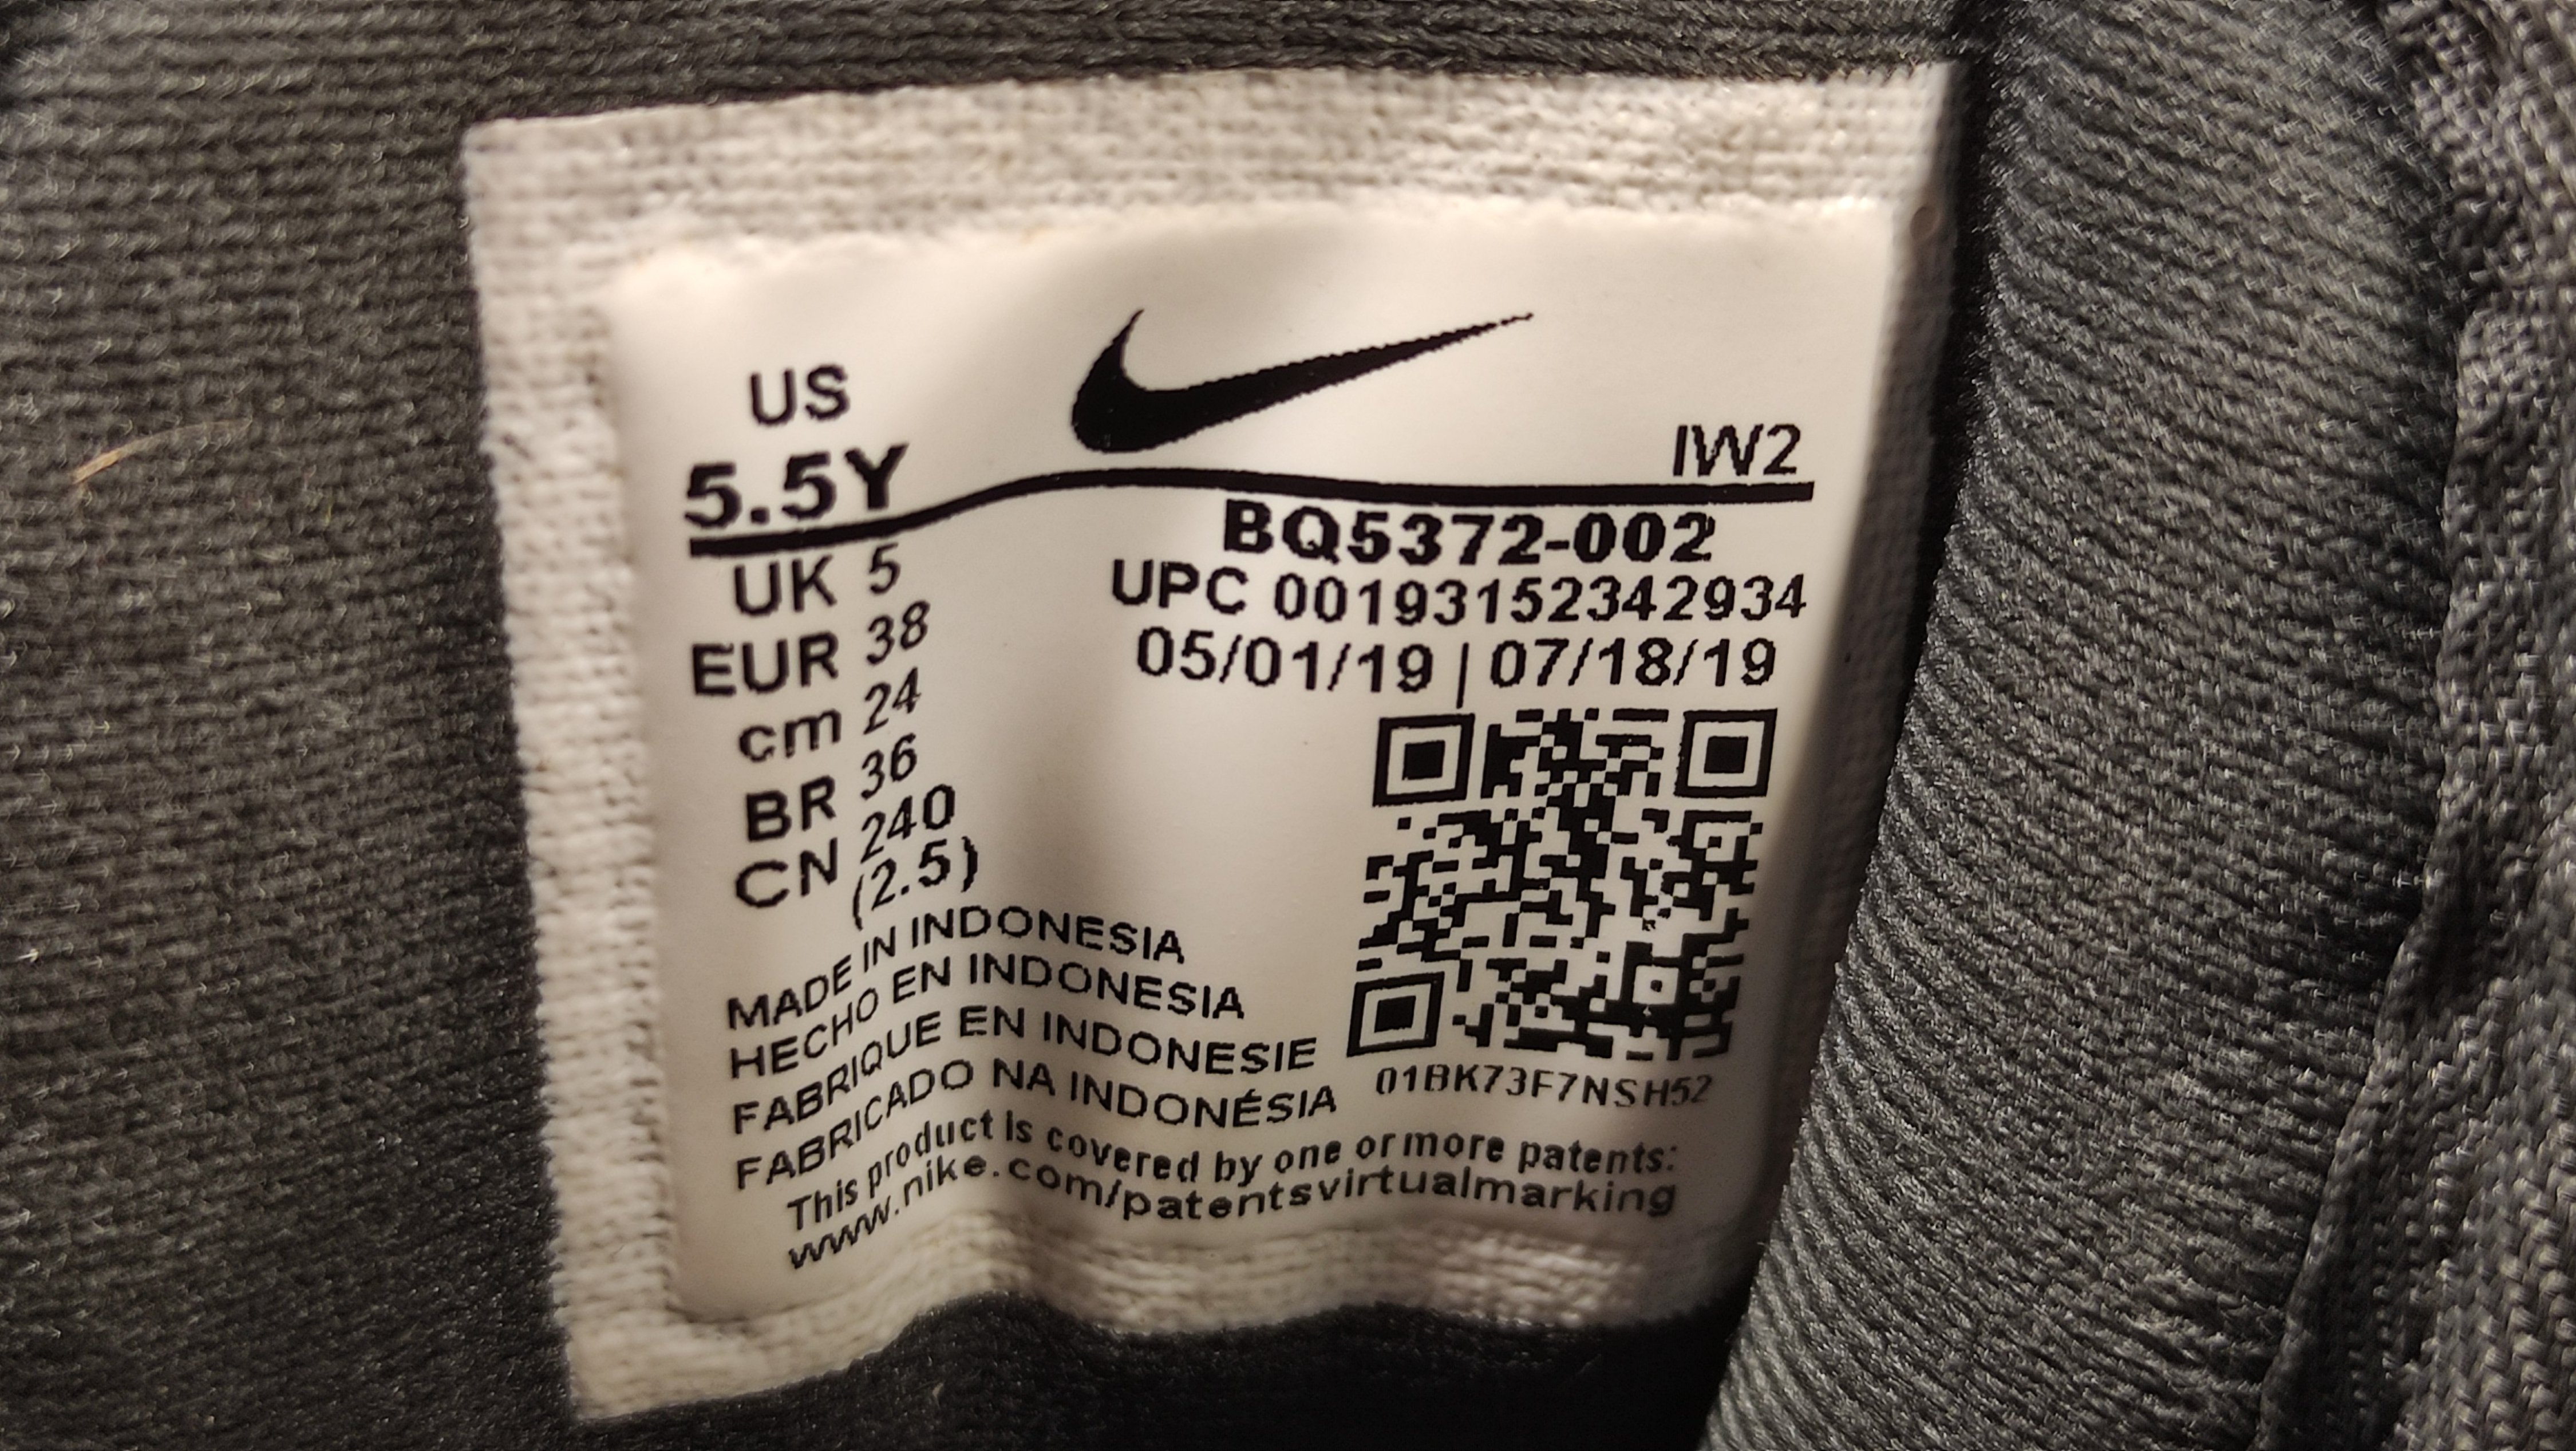 US
5.5Y
IW2
UK 5
EUR 38
cm 24
BR 36
CN 240
(2.5)
BQ5372-002
UPC 00193152342934
05/01/19 | 07/18/19
01BK73F7NSH52
MADE IN INDONESIA
HECHO EN INDONESIA
FABRIQUE EN INDONESIE
FABRICADO NA INDONÉSIA
This product is covered by one or more patents:
www.nike.com/patentsvirtualmarking